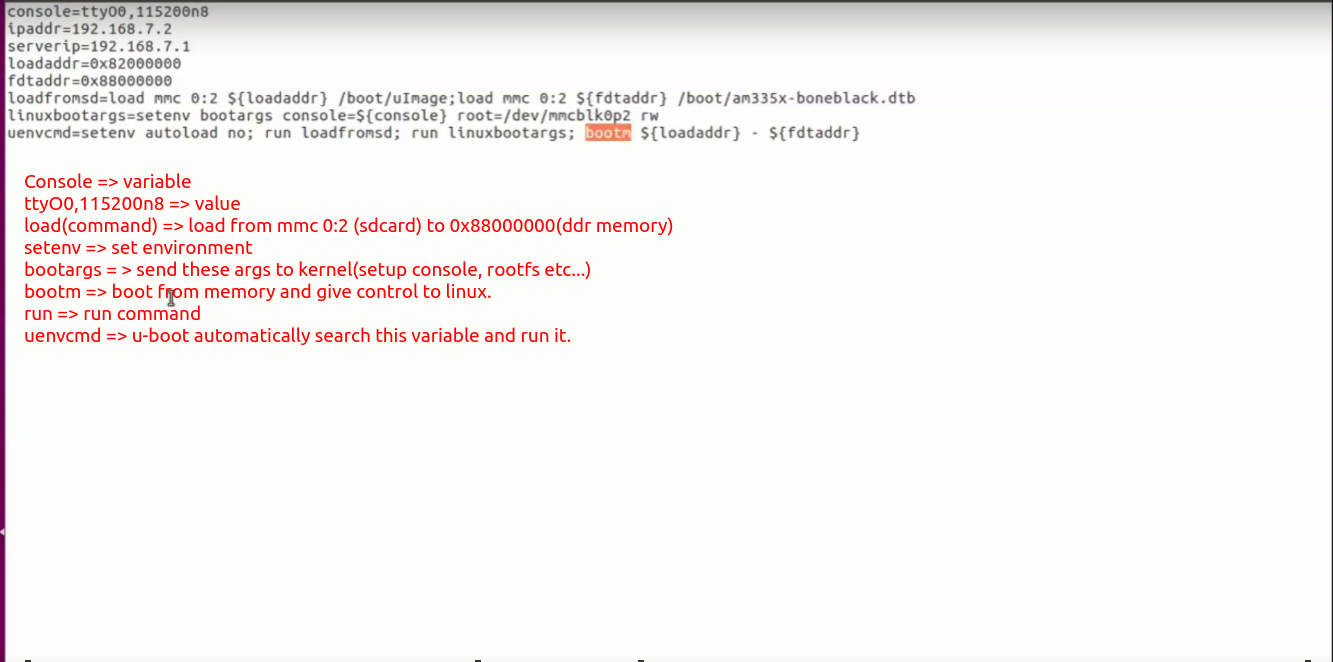 console=ttyO0,115200n8
ipaddr=192.168.7.2
serverip=192.168.7.1
loadaddr=0x82000000
fdtaddr=0x88000000
loadfromsd=load mmc 0:2 ${loadaddr} /boot/uImage;load mmc 0:2 ${fdtaddr} /boot/am335x-boneblack.dtb
linuxbootargs=setenv bootargs console=${console} root=/dev/mmcblk0p2 rw
uenvcmd=setenv autoload no; run loadfromsd; run linuxbootargs; bootm ${loadaddr} - ${fdtaddr}
Console => variable
ttyO0,115200n8 => value
load(command) => load from mmc 0:2 (sdcard) to 0x88000000(ddr memory)
setenv => set environment
bootargs = > send these args to kernel(setup console, rootfs etc...)
bootm => boot from memory and give control to linux.
run => run command
uenvcmd => u-boot automatically search this variable and run it.